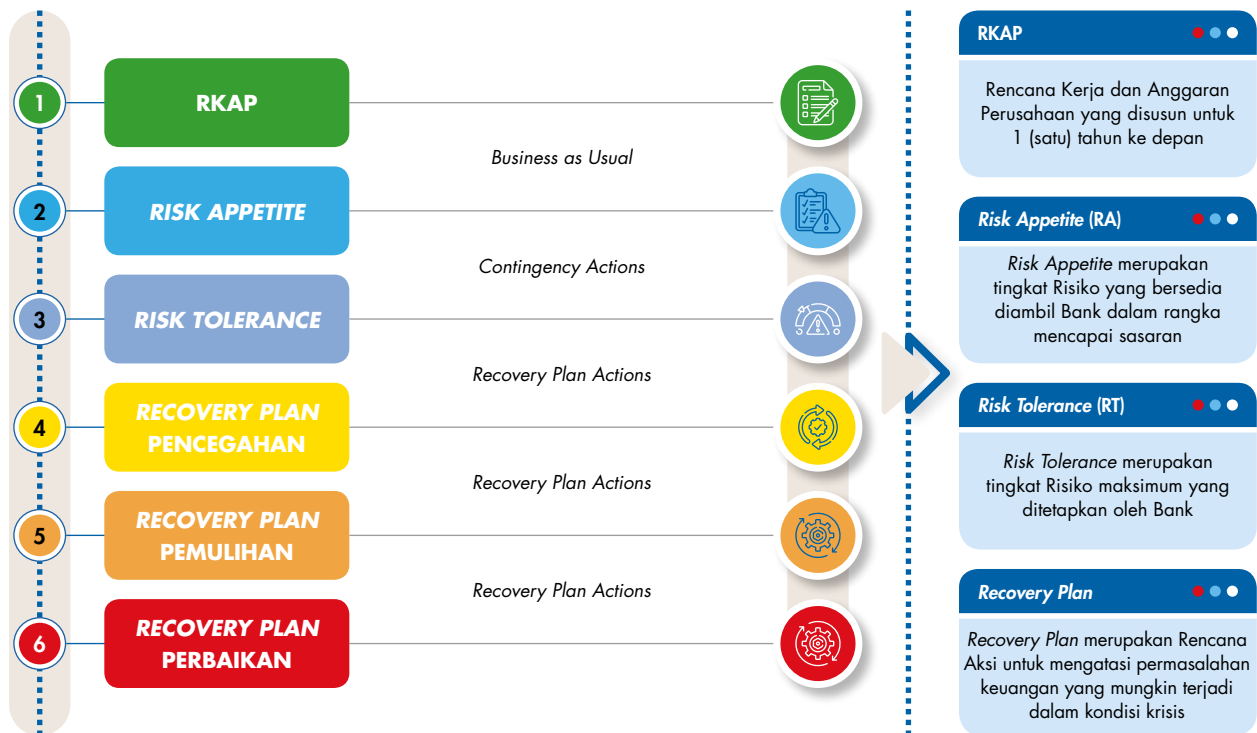 1
RKAP
Business as Usual
2
RISK APPETITE
Contingency Actions
3
RISK TOLERANCE
Recovery Plan Actions
4
RECOVERY PLAN
PENCEGAHAN
Recovery Plan Actions
5
RECOVERY PLAN
PEMULIHAN
Recovery Plan Actions
6
RECOVERY PLAN
PERBAIKAN
RKAP
Rencana Kerja dan Anggaran
Perusahaan yang disusun untuk
1 (satu) tahun ke depan
Risk Appetite (RA)
Risk Appetite merupakan
tingkat Risiko yang bersedia
diambil Bank dalam rangka
mencapai sasaran
Risk Tolerance (RT)
Risk Tolerance merupakan
tingkat Risiko maksimum yang
ditetapkan oleh Bank
Recovery Plan
Recovery Plan merupakan Rencana
Aksi untuk mengatasi permasalahan
keuangan yang mungkin terjadi
dalam kondisi krisis